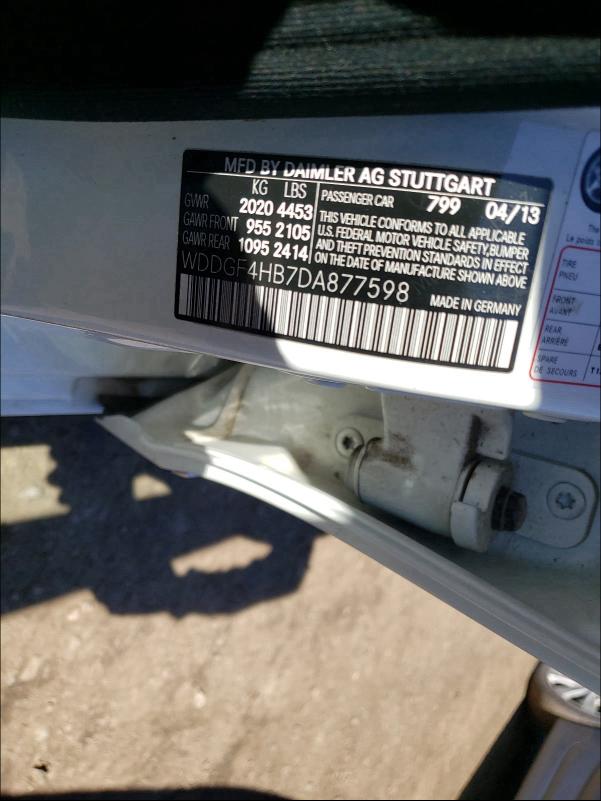 MFD BY DAIMLER AG STUTTGART
KG LBS
GVWR 2020 4453
GAWR FRONT 955 2105
GAWR REAR 1095 2414
PASSENGER CAR 799 04/13
THIS VEHICLE CONFORMS TO ALL APPLICABLE
U.S. FEDERAL MOTOR VEHICLE SAFETY,BUMPER
AND THEFT PREVENTION STANDARDS IN EFFECT
ON THE DATE OF MANUFACTURE SHOWN ABOVE
WDDGF4HB7DA877598
MADE IN GERMANY
The
Le poids
TIRE
PNEU
FRONT
AVANT
REAR
ARRIÈRE
SPARE
DE SECOURS